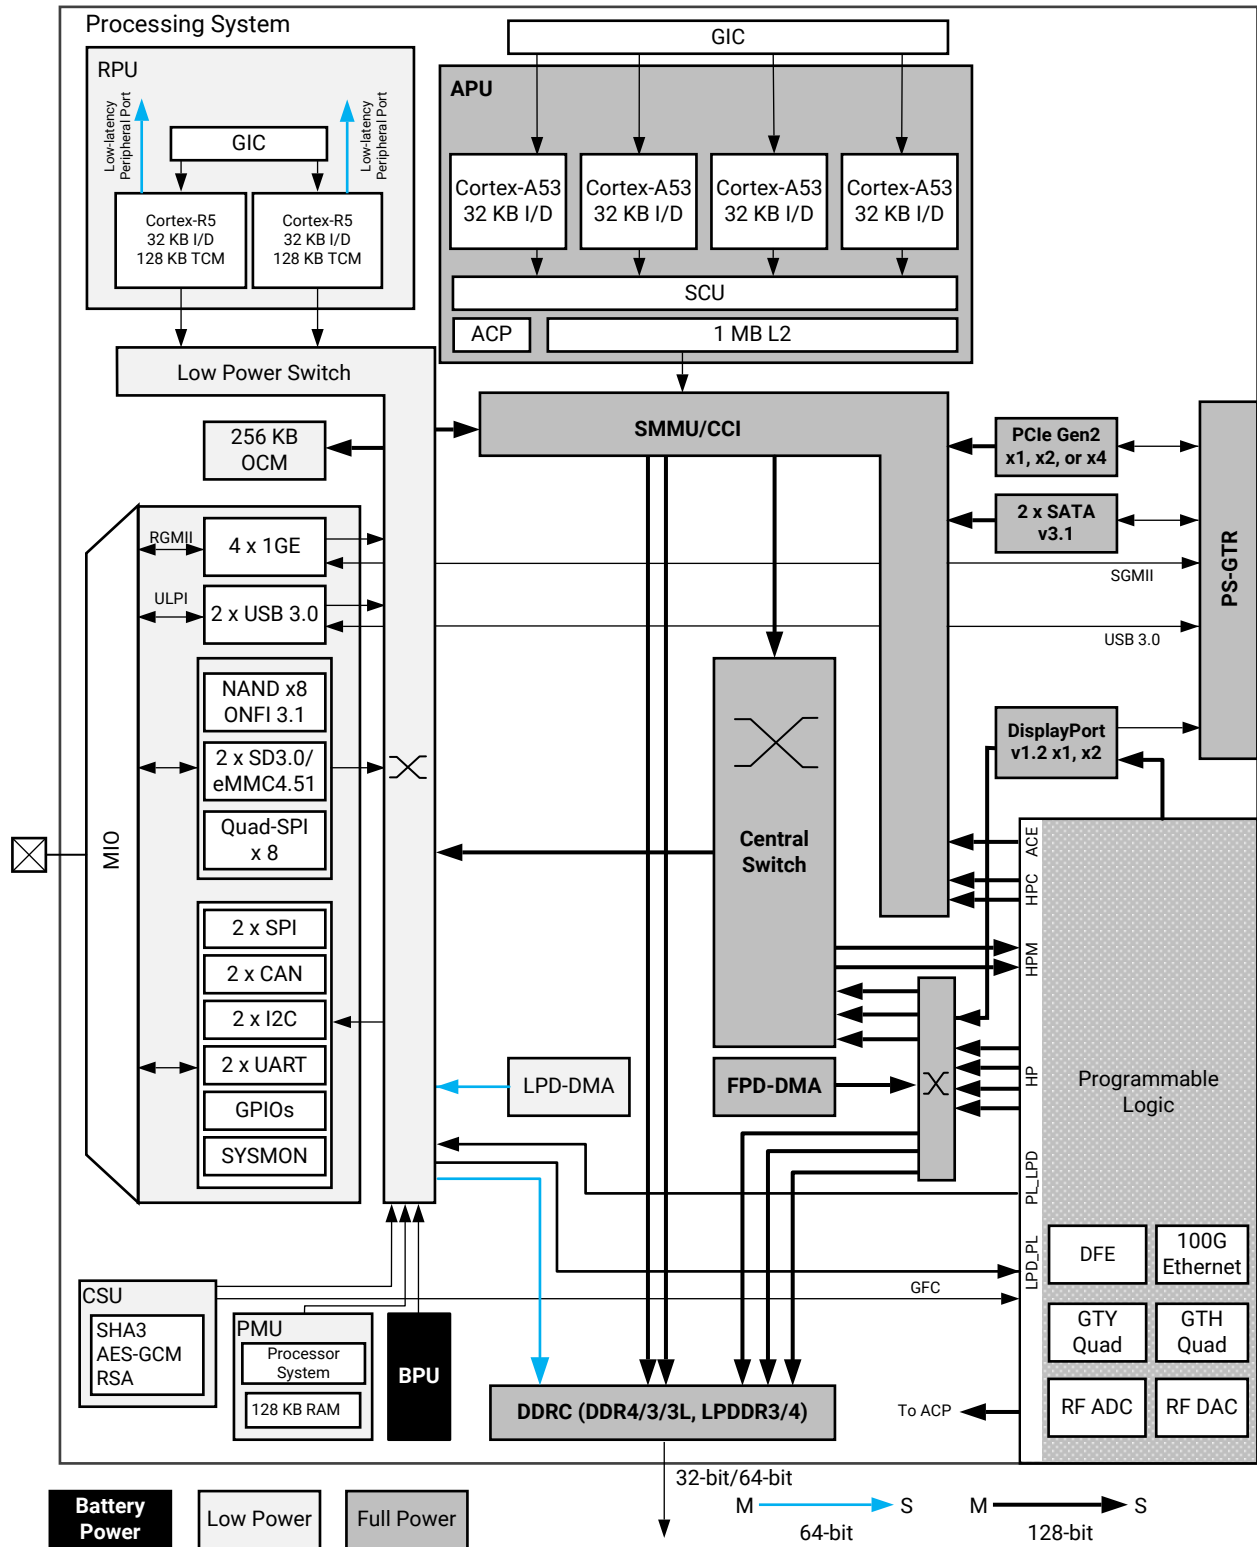 Processing System
RPU
Low-latency
Peripheral Port
Low-latency
Peripheral Port
GIC
Cortex-R5
32 KB I/D
128 KB TCM
Cortex-R5
32 KB I/D
128 KB TCM
GIC
APU
Cortex-A53
32 KB I/D
Cortex-A53
32 KB I/D
Cortex-A53
32 KB I/D
Cortex-A53
32 KB I/D
SCU
ACP
1 MB L2
Low Power Switch
256 KB
OCM
SMMU/CCI
PCIe Gen2
x1, x2, or x4
2 x SATA
v3.1
PS-GTR
SGMII
USB 3.0
RGMII
4 x 1GE
ULPI
2 x USB 3.0
NAND x8
ONFI 3.1
2 x SD3.0/
eMMC4.51
Quad-SPI
x 8
MIO
2 x SPI
2 x CAN
2 x I2C
2 x UART
GPIOs
SYSMON
Central
Switch
DisplayPort
v1.2 x1, x2
LPD-DMA
FPD-DMA
ACE
HPC
HPM
HP
PL_LPD
LPD_PL
GFC
Programmable
Logic
DFE
100G
Ethernet
GTY
Quad
GTH
Quad
RF ADC
RF DAC
To ACP
CSU
SHA3
AES-GCM
RSA
PMU
Processor
System
128 KB RAM
BPU
DDRC (DDR4/3/3L, LPDDR3/4)
32-bit/64-bit
Battery
Power
Low Power
Full Power
M
S
64-bit
M
S
128-bit